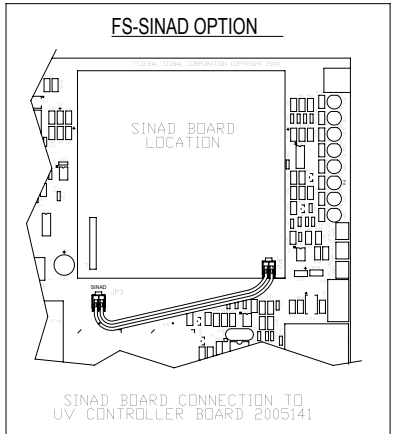 FS-SINAD OPTION
FEDERAL SIGNAL CORPORATION COPYRIGHT 2004
SINAD BOARD
LOCATION
SINAD
JP3
SINAD BOARD CONNECTION TO
UV CONTROLLER BOARD 2005141